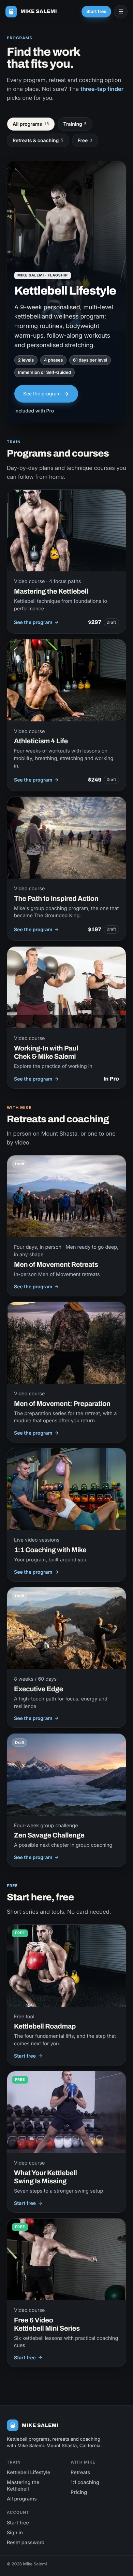 MIKE SALEMI
Start free
PROGRAMS
Find the work
that fits you.
Every program, retreat and coaching option
in one place. Not sure? The three-tap finder
picks one for you.
All programs 13
Training 5
Retreats & coaching 5
Free 3
MIKE SALEMI · FLAGSHIP
Kettlebell Lifestyle
A 9-week personalised, multi-level
kettlebell and wellness program:
morning routines, bodyweight
warm-ups, follow-along workouts
and personalised stretching.
2 levels
4 phases
61 days per level
Immersion or Self-Guided
See the program →
Included with Pro
TRAIN
Programs and courses
Day-by-day plans and technique courses you
can follow from home.
Video course · 4 focus paths
Mastering the Kettlebell
Kettlebell technique from foundations to
performance
See the program →
$297
Draft
Video course
Athleticism 4 Life
Four weeks of workouts with lessons on
mobility, breathing, stretching and working
in.
See the program →
$249
Draft
Video course
The Path to Inspired Action
Mike's group coaching program, the one that
became The Grounded King.
See the program →
$197
Draft
Video course
Working-In with Paul
Chek & Mike Salemi
Explore the practice of working in
See the program →
In Pro
WITH MIKE
Retreats and coaching
In person on Mount Shasta, or one to one
by video.
Draft
Four days, in person · Men ready to go deep,
in any shape
Men of Movement Retreats
In-person Men of Movement retreats
See the program →
Video course
Men of Movement: Preparation
The preparation series for the retreat, with a
module that opens after you return.
See the program →
Live video sessions
1:1 Coaching with Mike
Your program, built around you
See the program →
Draft
8 weeks / 60 days
Executive Edge
A high-touch path for focus, energy and
resilience.
See the program →
Draft
Four-week group challenge
Zen Savage Challenge
A possible next chapter in group coaching
See the program →
FREE
Start here, free
Short series and tools. No card needed.
FREE
Free tool
Kettlebell Roadmap
The four fundamental lifts, and the step that
comes next for you.
Start free →
FREE
Video course
What Your Kettlebell
Swing Is Missing
Seven steps to a stronger swing setup
Start free →
FREE
Video course
Free 6 Video
Kettlebell Mini Series
Six kettlebell lessons with practical coaching
cues
Start free →
MIKE SALEMI
Kettlebell programs, retreats and coaching
with Mike Salemi. Mount Shasta, California.
TRAIN
Kettlebell Lifestyle
Mastering the
Kettlebell
All programs
WITH MIKE
Retreats
1:1 coaching
Pricing
ACCOUNT
Start free
Sign in
Reset password
© 2026 Mike Salemi